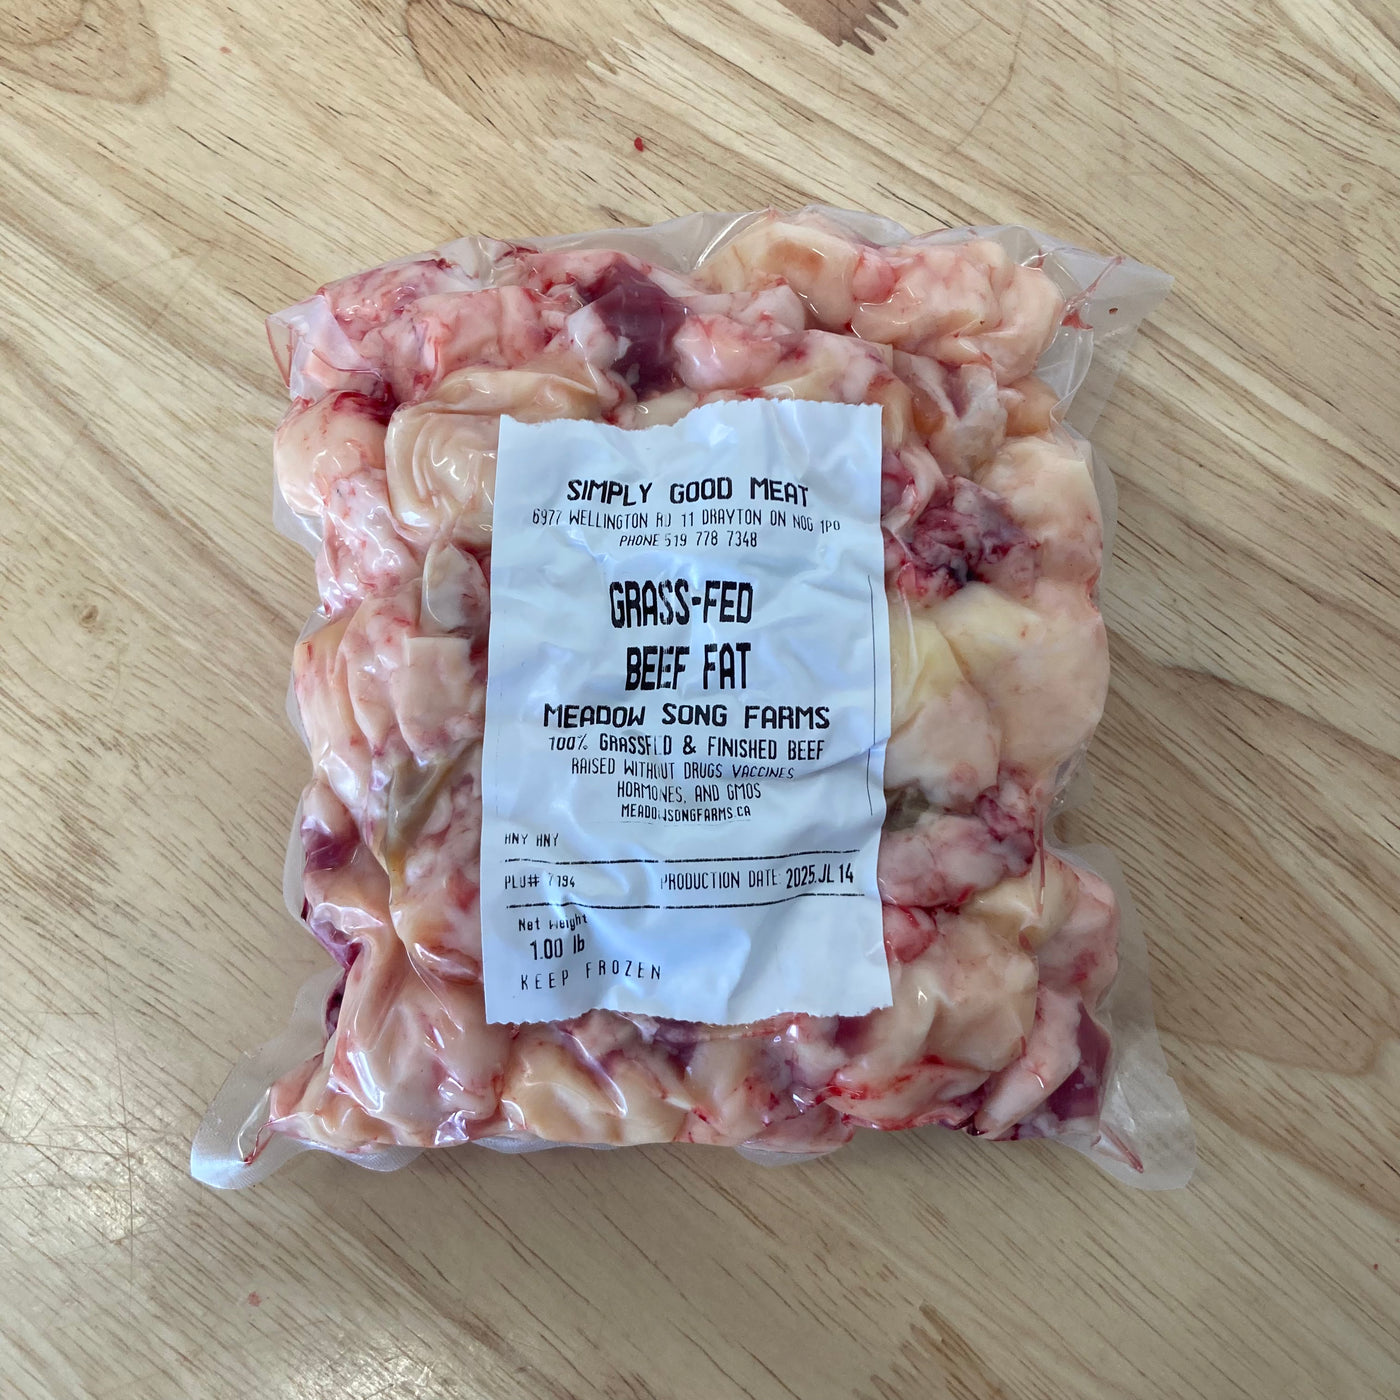 SIMPLY GOOD MEAT
6977 WELLINGTON RD 11 DRAYTON ON N0G 1P0
PHONE 519 778 7348
GRASS-FED
BEEF FAT
MEADOW SONG FARMS
100% GRASSFED & FINISHED BEEF
RAISED WITHOUT DRUGS VACCINES
HORMONES, AND GMOS
MEADOWSONGFARMS.CA
HNY HNY
PLU# 7194 PRODUCTION DATE: 2025.JL 14
Net Weight
1.00 lb
KEEP FROZEN